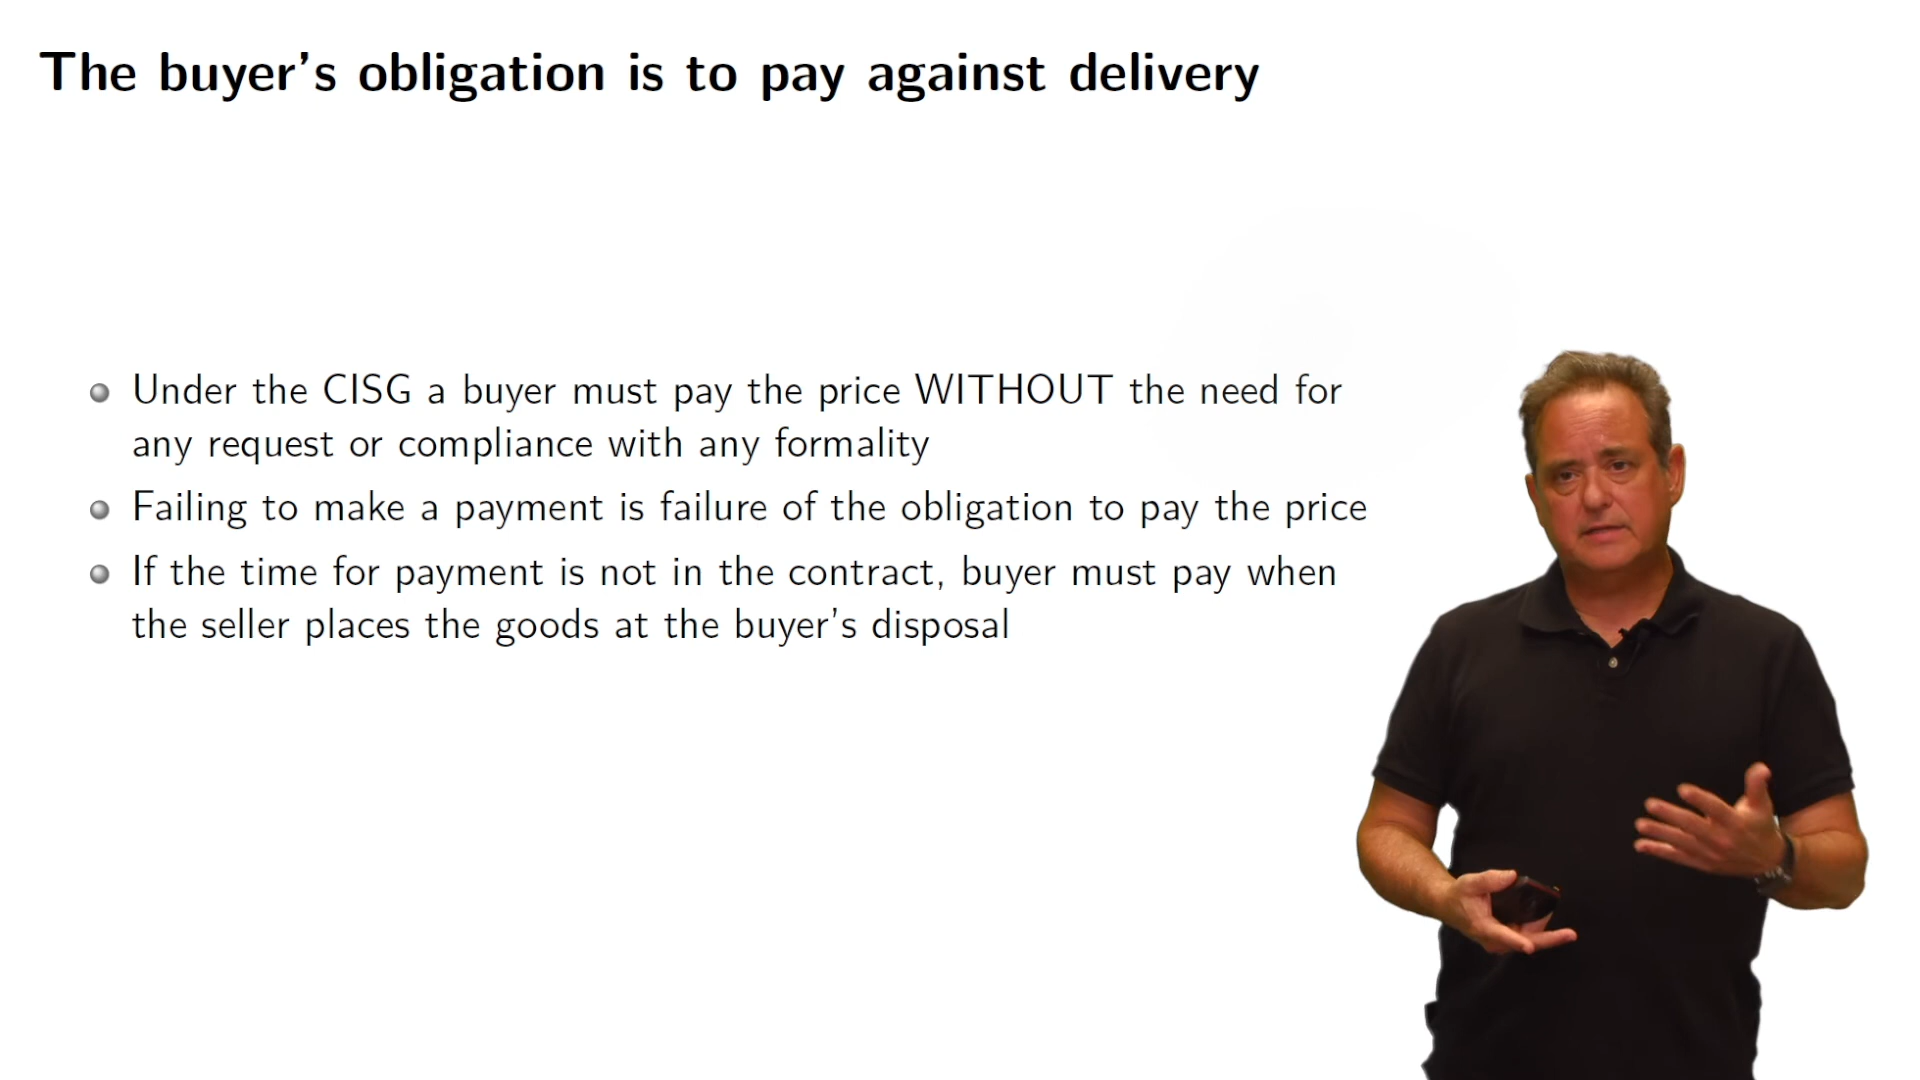 The buyer's obligation is to pay against delivery
Under the CISG a buyer must pay the price WITHOUT the need for
any request or compliance with any formality
Failing to make a payment is failure of the obligation to pay the price
If the time for payment is not in the contract, buyer must pay when
the seller places the goods at the buyer's disposal